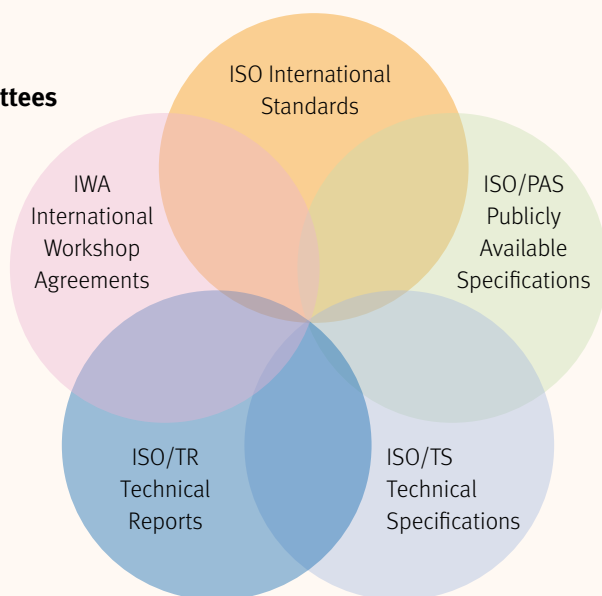 ttees
ISO International
Standards
IWA
International
Workshop
Agreements
ISO/PAS
Publicly
Available
Specifications
ISO/TR
Technical
Reports
ISO/TS
Technical
Specifications